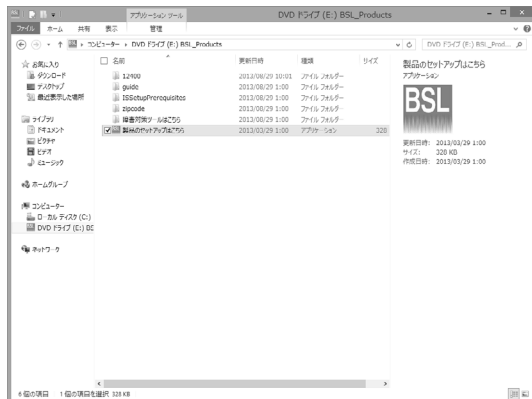 アプリケーション ツール
DVD ドライブ (E:) BSL_Products
ファイル ホーム 共有 表示 管理
コンピューター ▸ DVD ドライブ (E:) BSL_Products
DVD ドライブ (E:) BSL_Prod...
お気に入り
ダウンロード
デスクトップ
最近表示した場所
ライブラリ
ドキュメント
ピクチャ
ビデオ
ミュージック
ホームグループ
コンピューター
ローカル ディスク (C:)
DVD ドライブ (E:) BS
ネットワーク
名前 更新日時 種類 サイズ
12400 2013/08/29 10:01 ファイル フォルダー
guide 2013/08/29 1:00 ファイル フォルダー
ISSetupPrerequisites 2013/08/29 1:00 ファイル フォルダー
zipcode 2013/08/29 1:00 ファイル フォルダー
障害対策ツールはこちら 2013/08/29 1:00 ファイル フォルダー
製品のセットアップはこちら 2013/03/29 1:00 アプリケーション 328
製品のセットアップはこちら
アプリケーション
BSL
更新日時: 2013/03/29 1:00
サイズ: 328 KB
作成日時: 2013/03/29 1:00
6 個の項目 1 個の項目を選択 328 KB